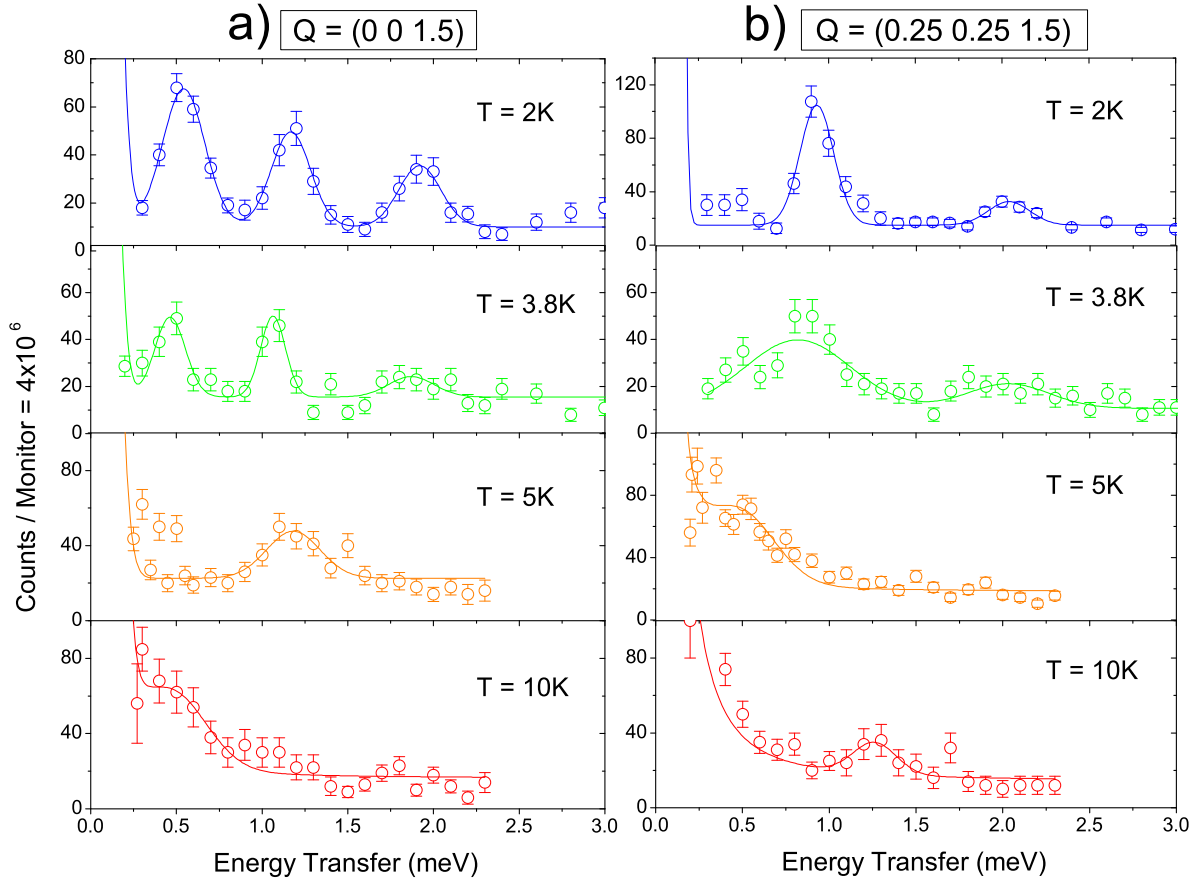 a) Q = (0 0 1.5)
b) Q = (0.25 0.25 1.5)
Counts / Monitor = 4x10^6
80
60
40
20
0
T = 2K
60
40
20
0
T = 3.8K
80
40
0
T = 5K
80
40
0
T = 10K
0.0 0.5 1.0 1.5 2.0 2.5 3.0
Energy Transfer (meV)
120
80
40
0
T = 2K
60
40
20
0
T = 3.8K
80
60
40
20
0
T = 5K
80
40
0
T = 10K
0.0 0.5 1.0 1.5 2.0 2.5 3.0
Energy Transfer (meV)